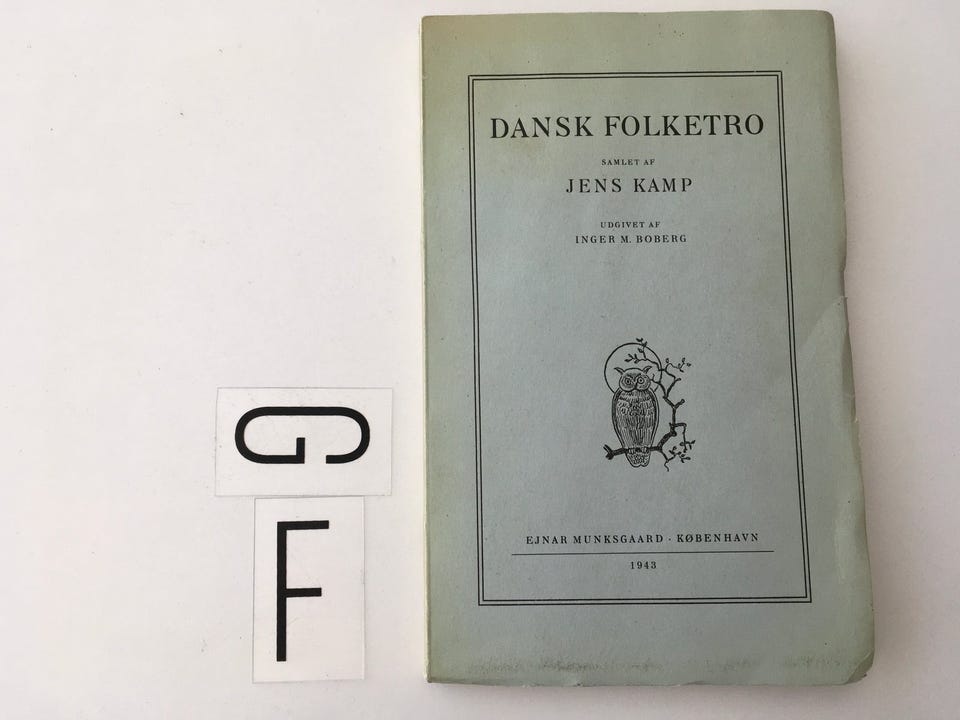 DANSK FOLKETRO
SAMLET AF
JENS KAMP
UDGIVET AF
INGER M. BOBERG
EJNAR MUNKSGAARD · KØBENHAVN
1943
G
F